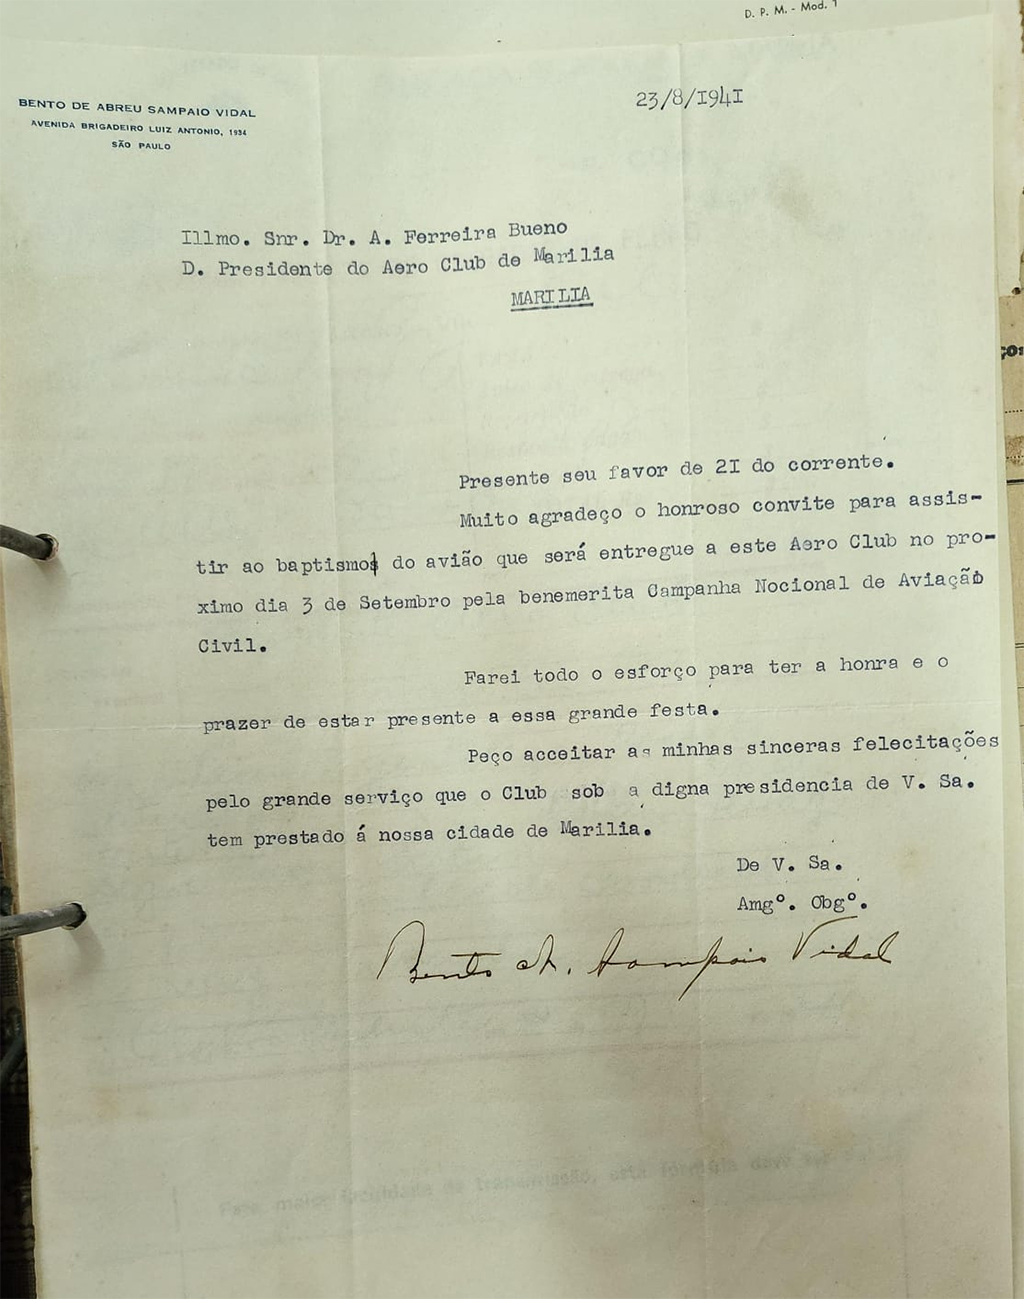 D. P. M. - Mod. 1
BENTO DE ABREU SAMPAIO VIDAL
AVENIDA BRIGADEIRO LUIZ ANTONIO, 1934
SÃO PAULO
23/8/I94I
Illmo. Snr. Dr. A. Ferreira Bueno
D. Presidente do Aero Club de Marilia
MARILIA
Presente seu favor de 2I do corrente.
Muito agradeço o honroso convite para assis-
tir ao baptismo do avião que será entregue a este Aero Club no pro-
ximo dia 3 de Setembro pela benemerita Campanha Nocional de Aviação
Civil.
Farei todo o esforço para ter a honra e o
prazer de estar presente a essa grande festa.
Peço acceitar as minhas sinceras felecitações
pelo grande serviço que o Club sob a digna presidencia de V. Sa.
tem prestado á nossa cidade de Marilia.
De V. Sa.
Amgº. Obgº.
Bento A. Sampaio Vidal